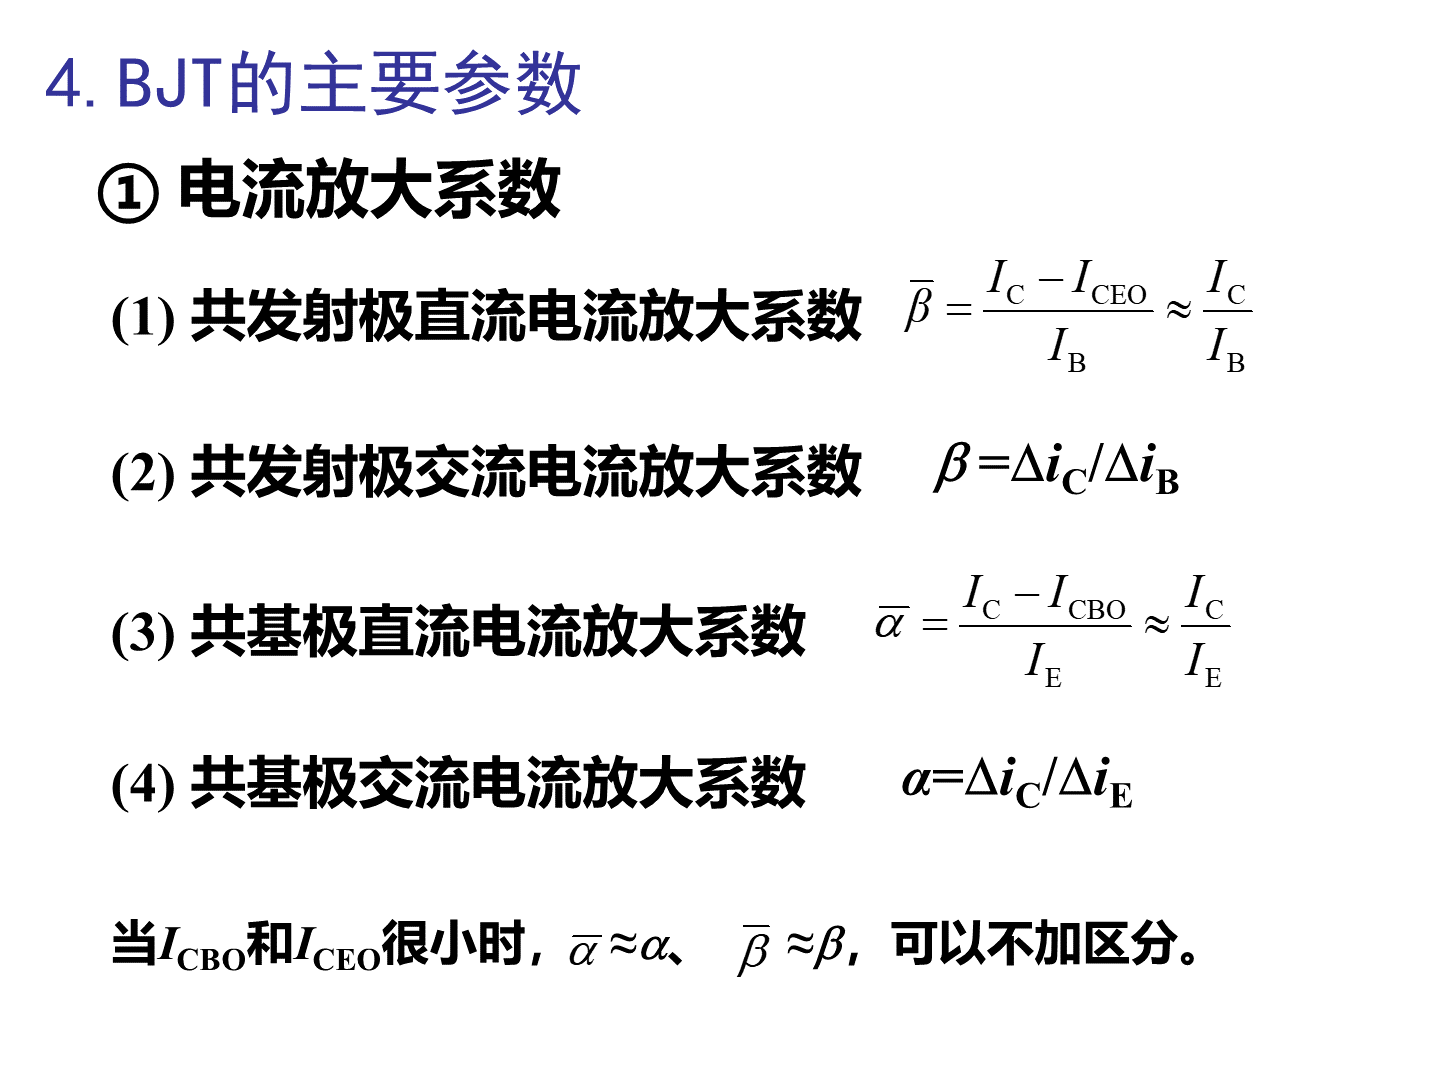 4.BJT的主要参数
① 电流放大系数
(1) 共发射极直流电流放大系数 β̄ = (I_C − I_CEO) / I_B ≈ I_C / I_B
(2) 共发射极交流电流放大系数 β =Δi_C/Δi_B
(3) 共基极直流电流放大系数 ᾱ = (I_C − I_CBO) / I_E ≈ I_C / I_E
(4) 共基极交流电流放大系数 α=Δi_C/Δi_E
当I_CBO和I_CEO很小时，ᾱ ≈α、 β̄ ≈β，可以不加区分。